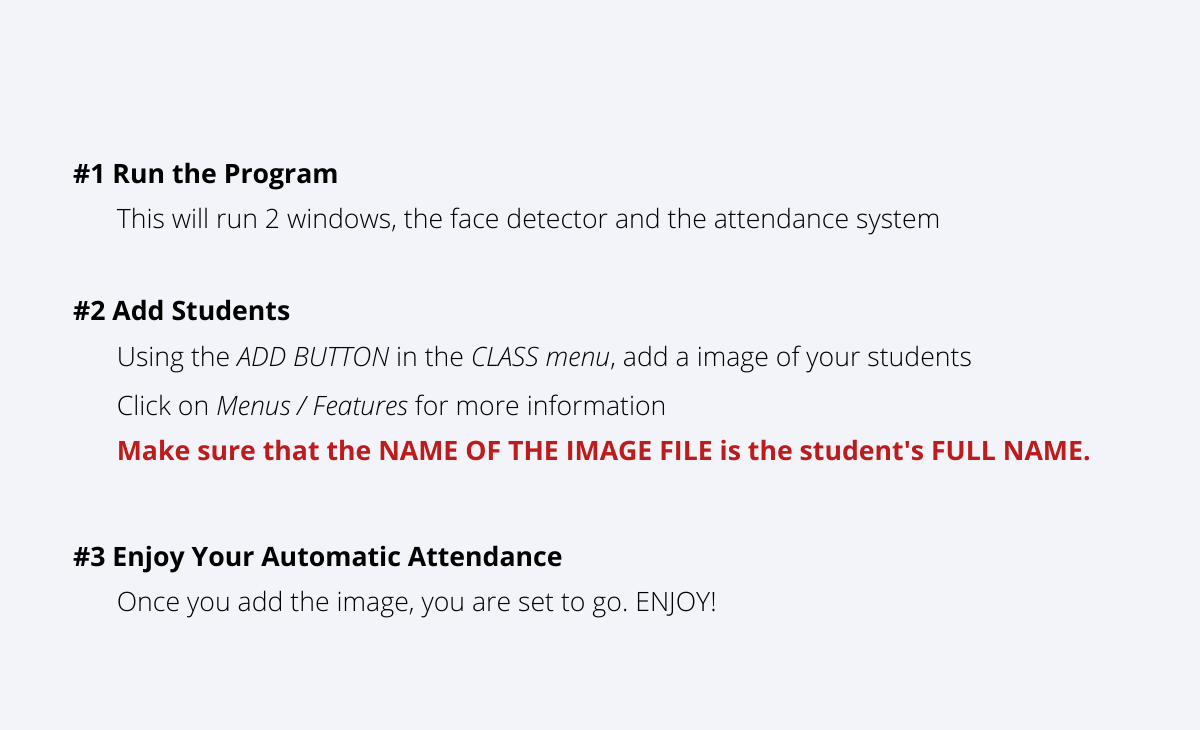 #1 Run the Program
This will run 2 windows, the face detector and the attendance system
#2 Add Students
Using the ADD BUTTON in the CLASS menu, add a image of your students
Click on Menus / Features for more information
Make sure that the NAME OF THE IMAGE FILE is the student's FULL NAME.
#3 Enjoy Your Automatic Attendance
Once you add the image, you are set to go. ENJOY!